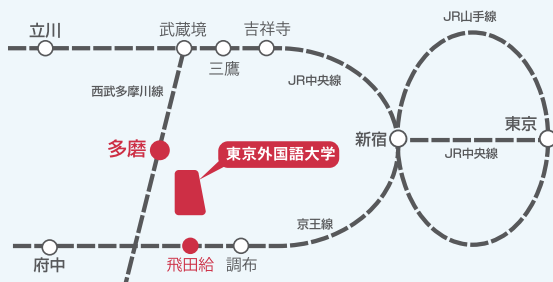 JR山手線
立川
武蔵境
吉祥寺
三鷹
JR中央線
西武多摩川線
多磨
東京外国語大学
新宿
東京
JR中央線
京王線
府中
飛田給
調布